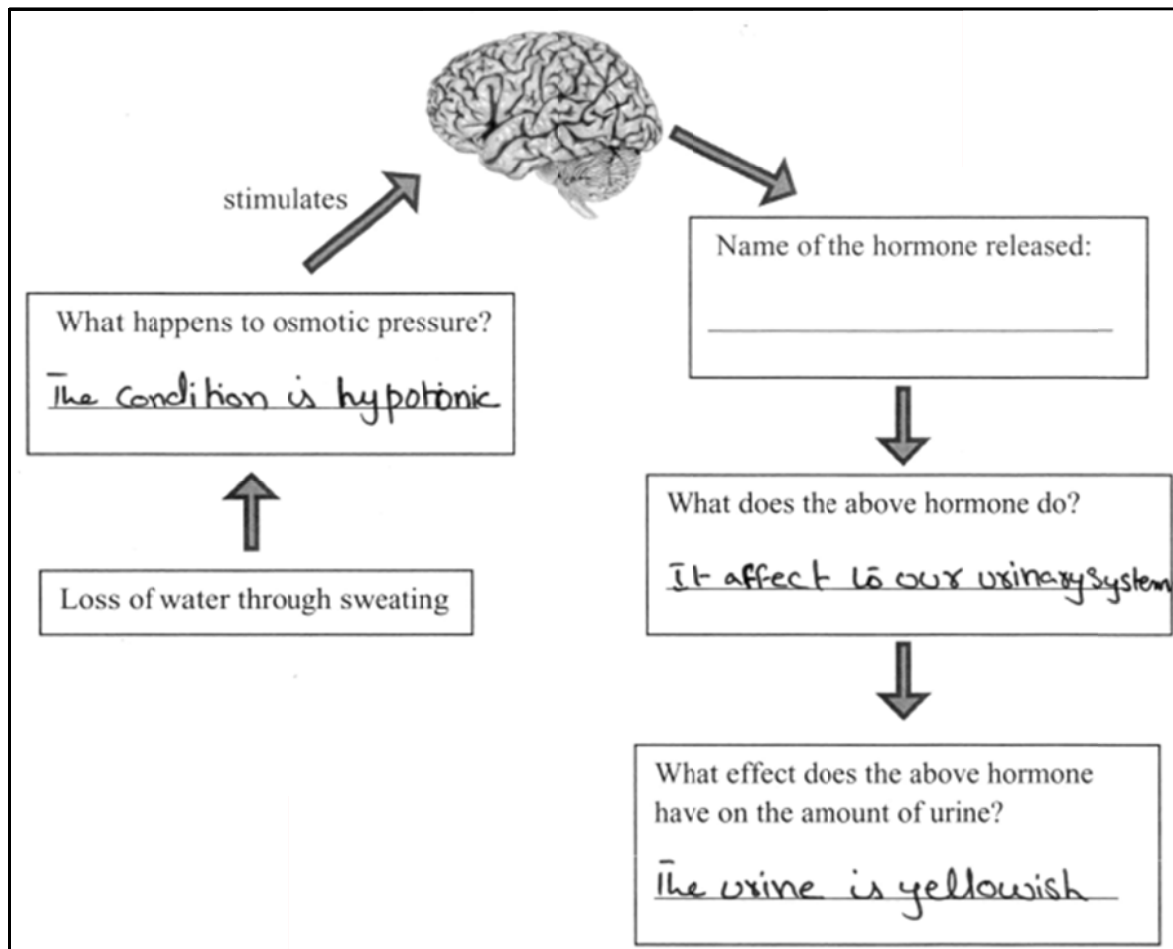 stimulates
Name of the hormone released:
What happens to osmotic pressure?
The condition is hypotonic
What does the above hormone do?
It affect to our urinary system
Loss of water through sweating
What effect does the above hormone
have on the amount of urine?
The urine is yellowish